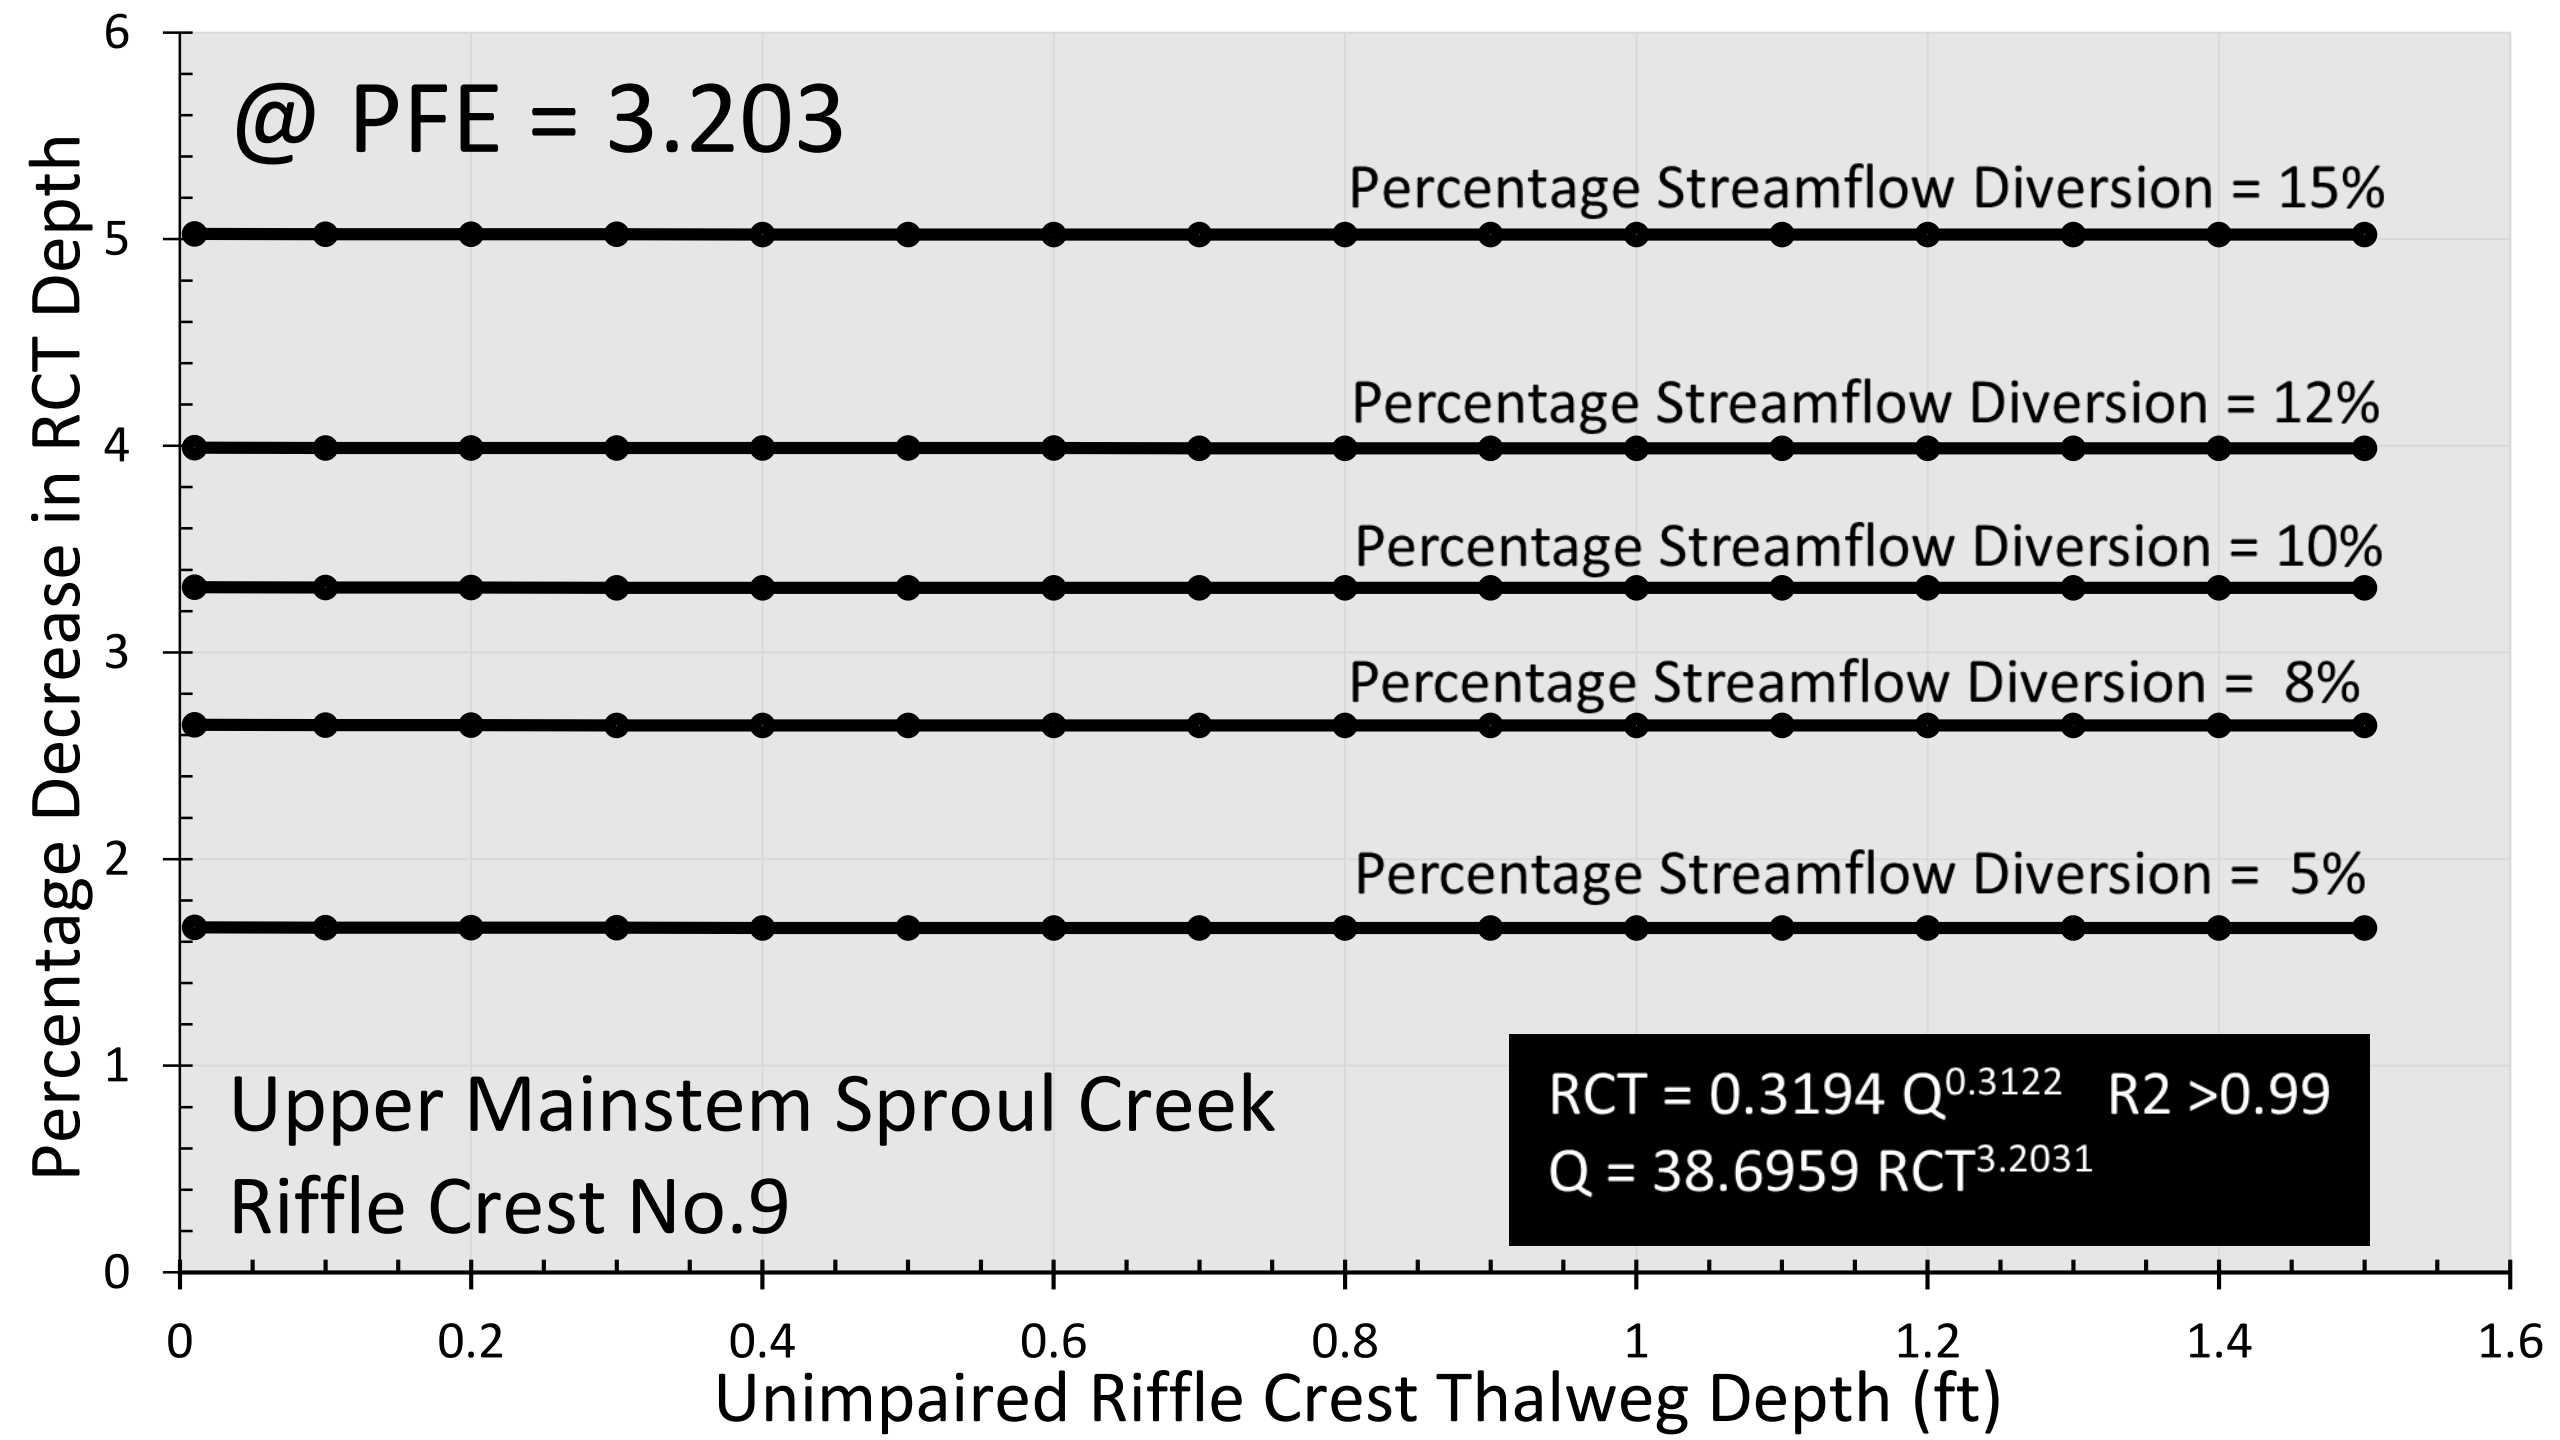 @ PFE = 3.203
Percentage Decrease in RCT Depth
6
5
4
3
2
1
0
Percentage Streamflow Diversion = 15%
Percentage Streamflow Diversion = 12%
Percentage Streamflow Diversion = 10%
Percentage Streamflow Diversion =  8%
Percentage Streamflow Diversion =  5%
Upper Mainstem Sproul Creek
Riffle Crest No.9
RCT = 0.3194 Q^0.3122  R2 >0.99
Q = 38.6959 RCT^3.2031
0 0.2 0.4 0.6 0.8 1 1.2 1.4 1.6
Unimpaired Riffle Crest Thalweg Depth (ft)